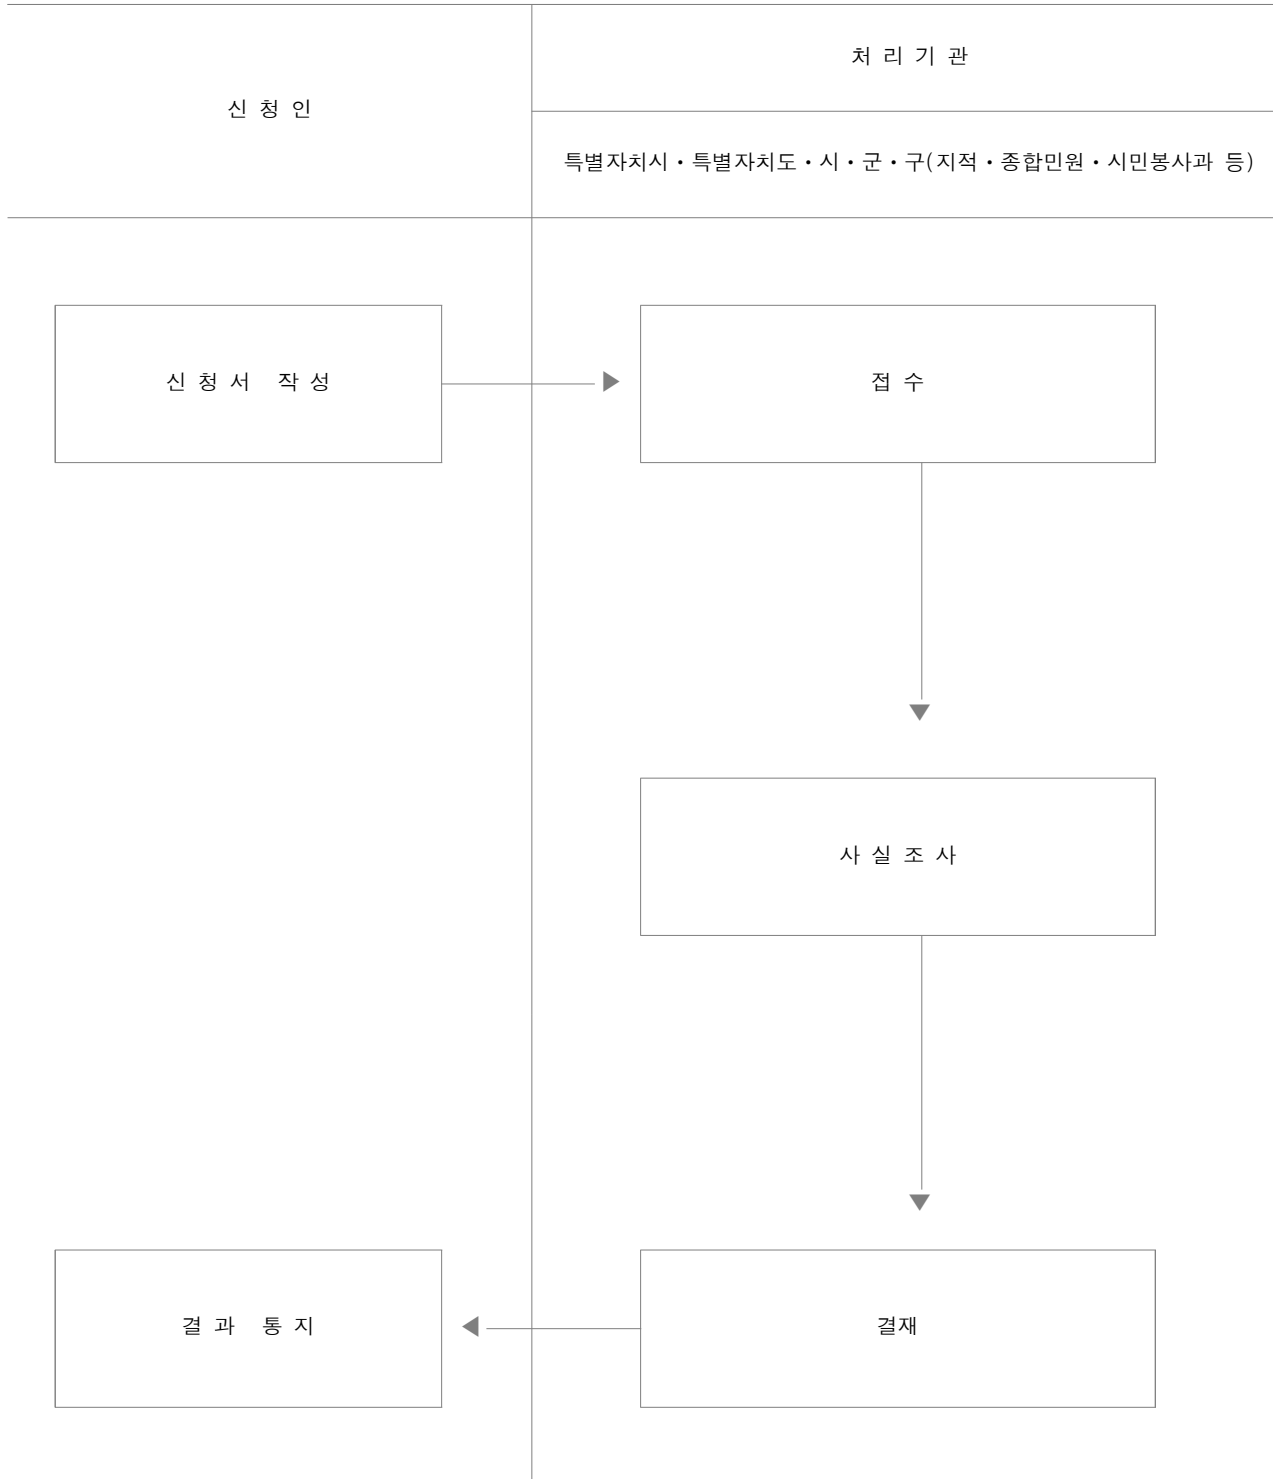 신 청 인
처 리 기 관
특별자치시・특별자치도・시・군・구(지적・종합민원・시민봉사과 등)
신 청 서 작 성
접 수
사 실 조 사
결 과 통 지
결재